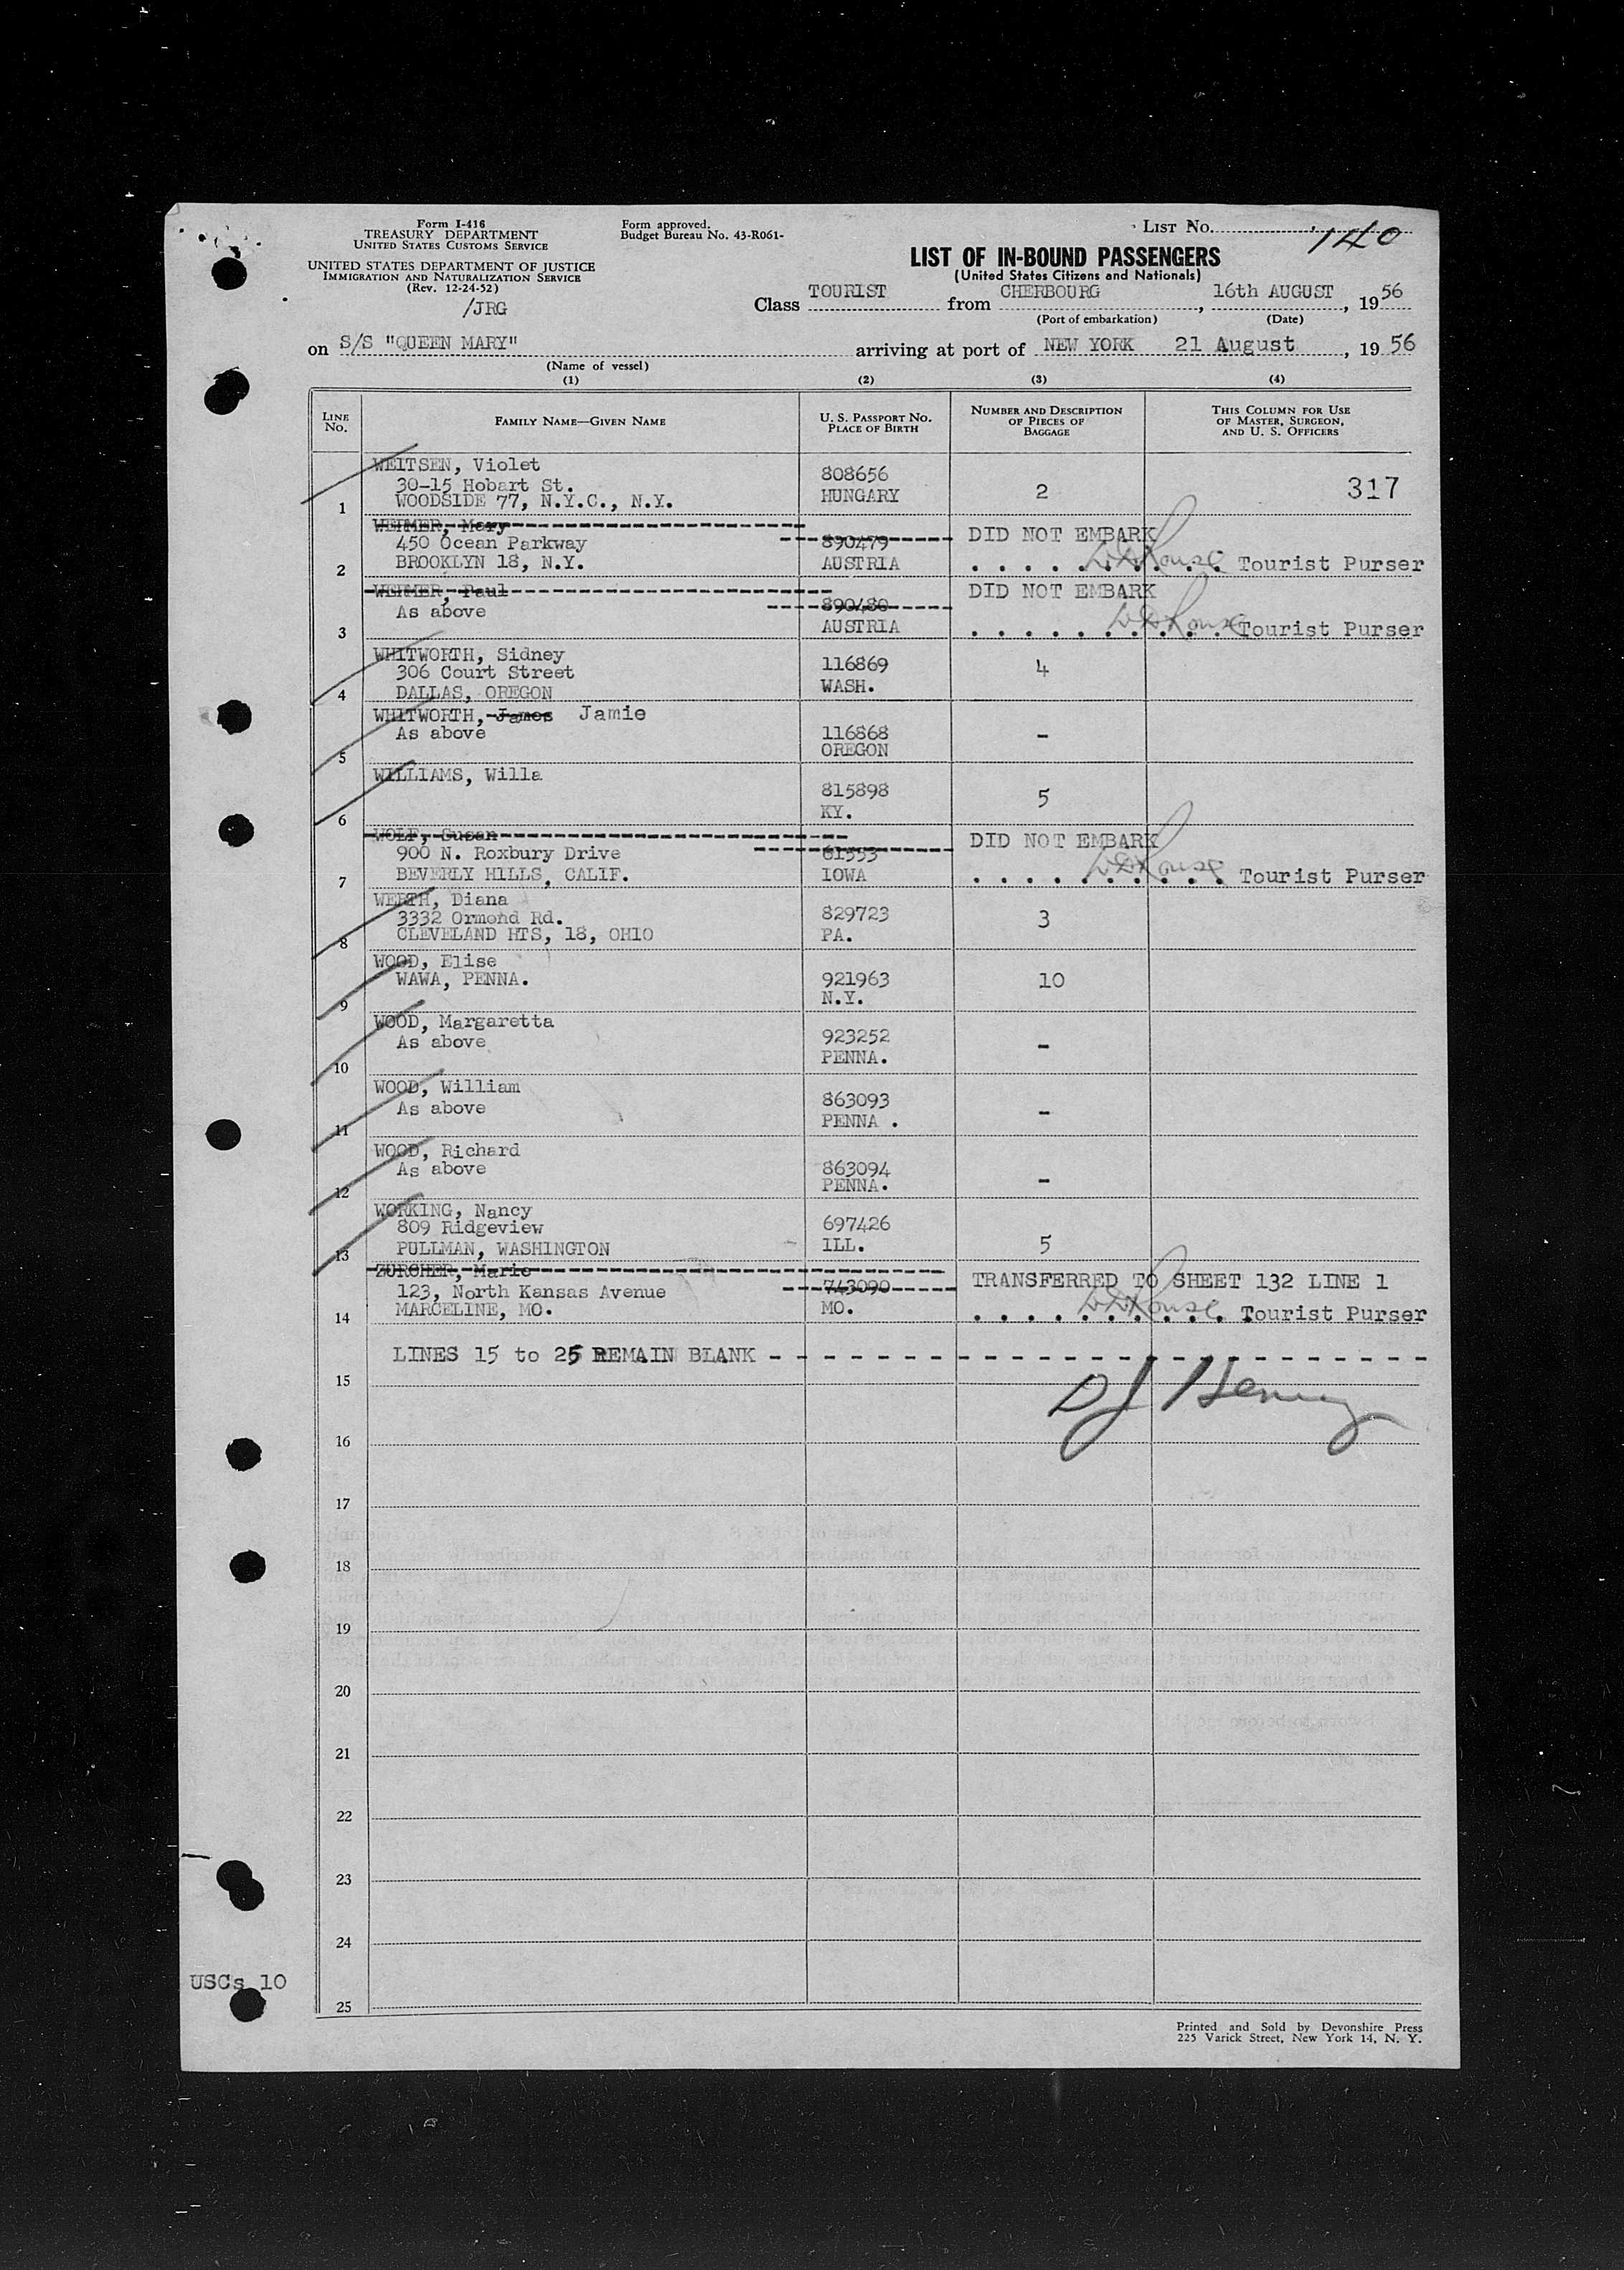 Form I-416
TREASURY DEPARTMENT
UNITED STATES CUSTOMS SERVICE
UNITED STATES DEPARTMENT OF JUSTICE
IMMIGRATION AND NATURALIZATION SERVICE
(Rev. 12-24-52)
/JRG
Form approved.
Budget Bureau No. 43-R061-
LIST NO. 140
LIST OF IN-BOUND PASSENGERS
(United States Citizens and Nationals)
Class TOURIST from CHERBOURG, 16th AUGUST, 1956
(Port of embarkation) (Date)
on S/S "QUEEN MARY" arriving at port of NEW YORK 21 August, 1956
(Name of vessel)
(1) (2) (3) (4)
LINE NO. FAMILY NAME—GIVEN NAME U. S. PASSPORT NO. PLACE OF BIRTH NUMBER AND DESCRIPTION OF PIECES OF BAGGAGE THIS COLUMN FOR USE OF MASTER, SURGEON, AND U. S. OFFICERS
WEITSEN, Violet
30-15 Hobart St. 808656
WOODSIDE 77, N.Y.C., N.Y. HUNGARY 2 317
1
WEIMER, Mary DID NOT EMBARK
450 Ocean Parkway 890479
BROOKLYN 18, N.Y. AUSTRIA . . . . . . . . . . Tourist Purser
2
WEIMER, Paul DID NOT EMBARK
As above 890480
AUSTRIA . . . . . . . . . . Tourist Purser
3
WHITWORTH, Sidney
306 Court Street 116869 4
DALLAS, OREGON WASH.
4
WHITWORTH, James Jamie
As above 116868 -
OREGON
5
WILLIAMS, Willa
815898 5
KY.
6
WOLF, Susan DID NOT EMBARK
900 N. Roxbury Drive 61553
BEVERLY HILLS, CALIF. IOWA . . . . . . . . . . Tourist Purser
7
WERTH, Diana
3332 Ormond Rd. 829723 3
CLEVELAND HTS, 18, OHIO PA.
8
WOOD, Elise
WAWA, PENNA. 921963 10
N.Y.
9
WOOD, Margaretta
As above 923252 -
PENNA.
10
WOOD, William
As above 863093 -
PENNA .
11
WOOD, Richard
As above 863094 -
PENNA.
12
WORKING, Nancy
809 Ridgeview 697426
PULLMAN, WASHINGTON ILL. 5
13
ZURCHER, Marie TRANSFERRED TO SHEET 132 LINE 1
123, North Kansas Avenue 743090
MARCELINE, MO. MO. . . . . . . . . . . Tourist Purser
14
LINES 15 to 25 REMAIN BLANK - - - - - - - - - - - - - - - - - - - - - - - -
15
16
17
18
19
20
21
22
23
24
25
USCs 10
Printed and Sold by Devonshire Press
225 Varick Street, New York 14, N. Y.